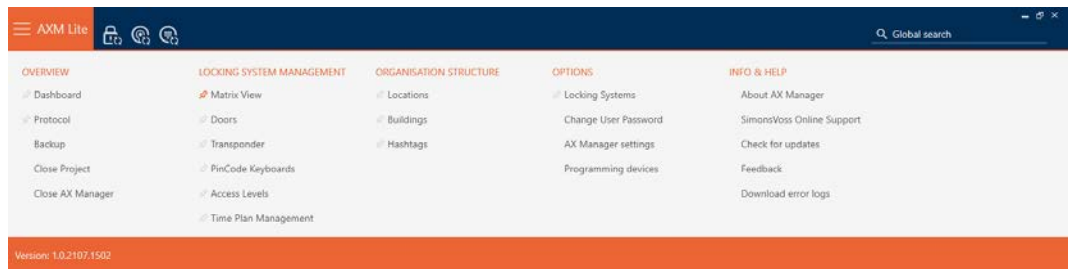 AXM Lite
Global search
OVERVIEW
Dashboard
Protocol
Backup
Close Project
Close AX Manager
LOCKING SYSTEM MANAGEMENT
Matrix View
Doors
Transponder
PinCode Keyboards
Access Levels
Time Plan Management
ORGANISATION STRUCTURE
Locations
Buildings
Hashtags
OPTIONS
Locking Systems
Change User Password
AX Manager settings
Programming devices
INFO & HELP
About AX Manager
SimonsVoss Online Support
Check for updates
Feedback
Download error logs
Version: 1.0.2107.1502